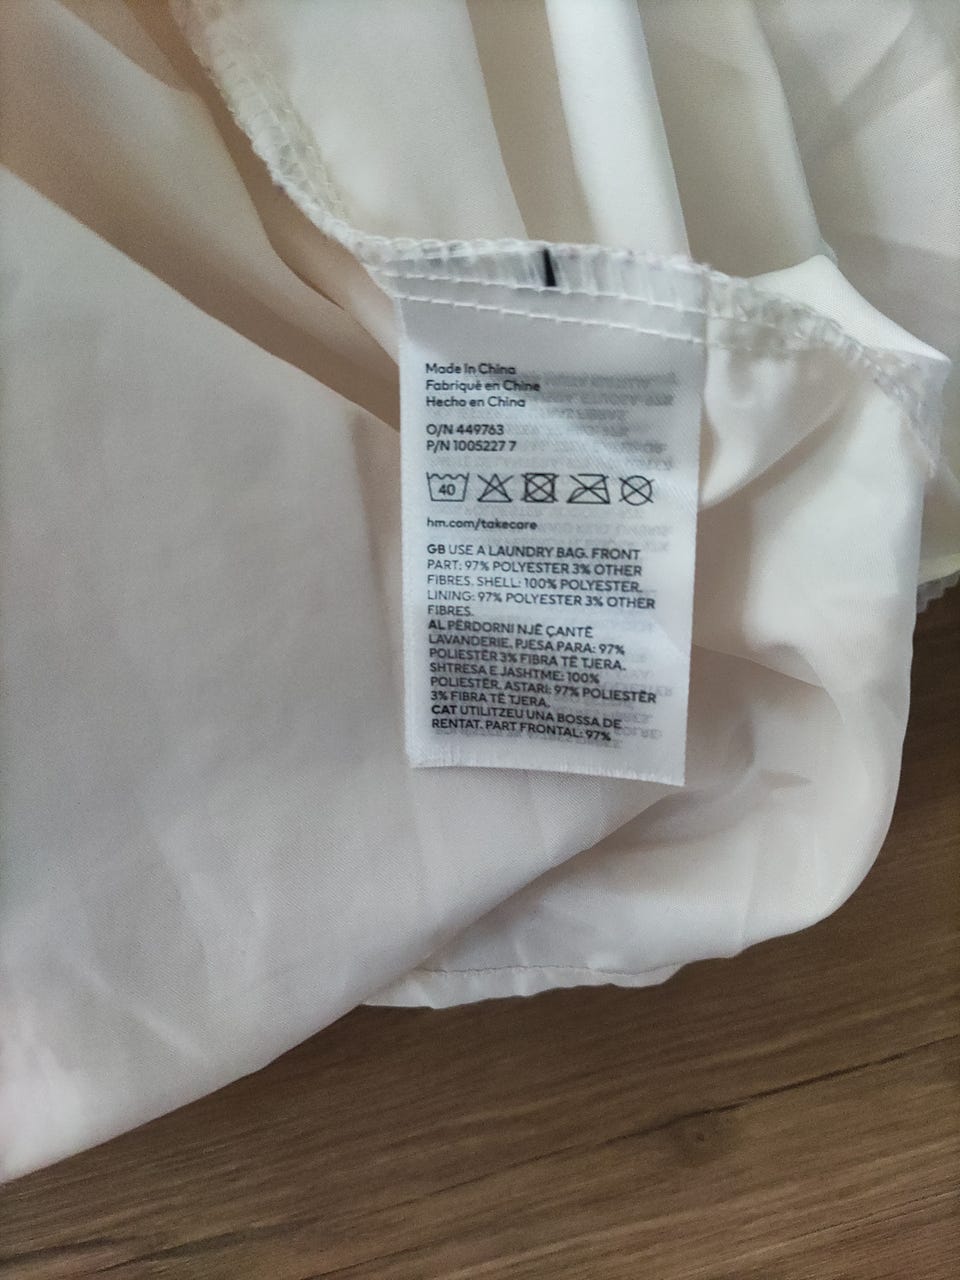 Made In China
Fabriqué en Chine
Hecho en China
O/N 449763
P/N 1005227 7
40
hm.com/takecare
GB USE A LAUNDRY BAG. FRONT
PART: 97% POLYESTER 3% OTHER
FIBRES. SHELL: 100% POLYESTER.
LINING: 97% POLYESTER 3% OTHER
FIBRES.
AL PËRDORNI NJË ÇANTË
LAVANDERIE. PJESA PARA: 97%
POLIESTËR 3% FIBRA TË TJERA.
SHTRESA E JASHTME: 100%
POLIESTËR. ASTARI: 97% POLIESTËR
3% FIBRA TË TJERA.
CAT UTILITZEU UNA BOSSA DE
RENTAT. PART FRONTAL: 97%